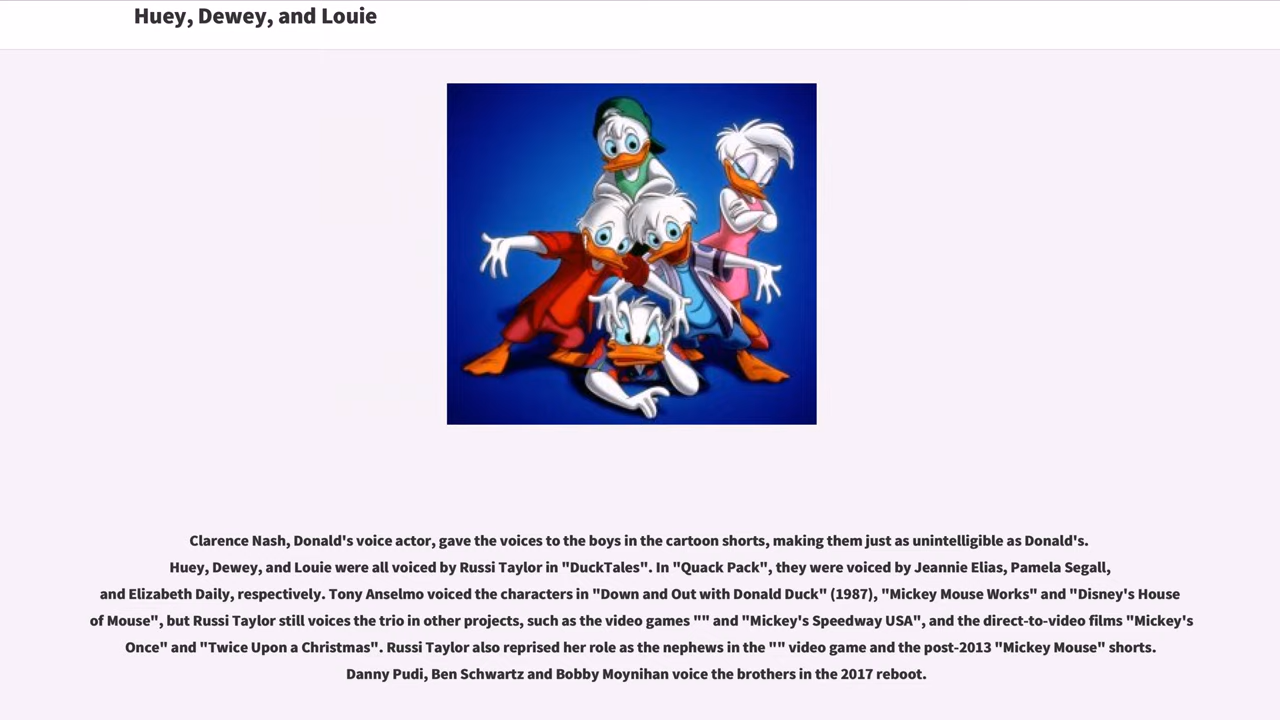 Huey, Dewey, and Louie
Clarence Nash, Donald's voice actor, gave the voices to the boys in the cartoon shorts, making them just as unintelligible as Donald's.
Huey, Dewey, and Louie were all voiced by Russi Taylor in "DuckTales". In "Quack Pack", they were voiced by Jeannie Elias, Pamela Segall,
and Elizabeth Daily, respectively. Tony Anselmo voiced the characters in "Down and Out with Donald Duck" (1987), "Mickey Mouse Works" and "Disney's House
of Mouse", but Russi Taylor still voices the trio in other projects, such as the video games "" and "Mickey's Speedway USA", and the direct-to-video films "Mickey's
Once" and "Twice Upon a Christmas". Russi Taylor also reprised her role as the nephews in the "" video game and the post-2013 "Mickey Mouse" shorts.
Danny Pudi, Ben Schwartz and Bobby Moynihan voice the brothers in the 2017 reboot.